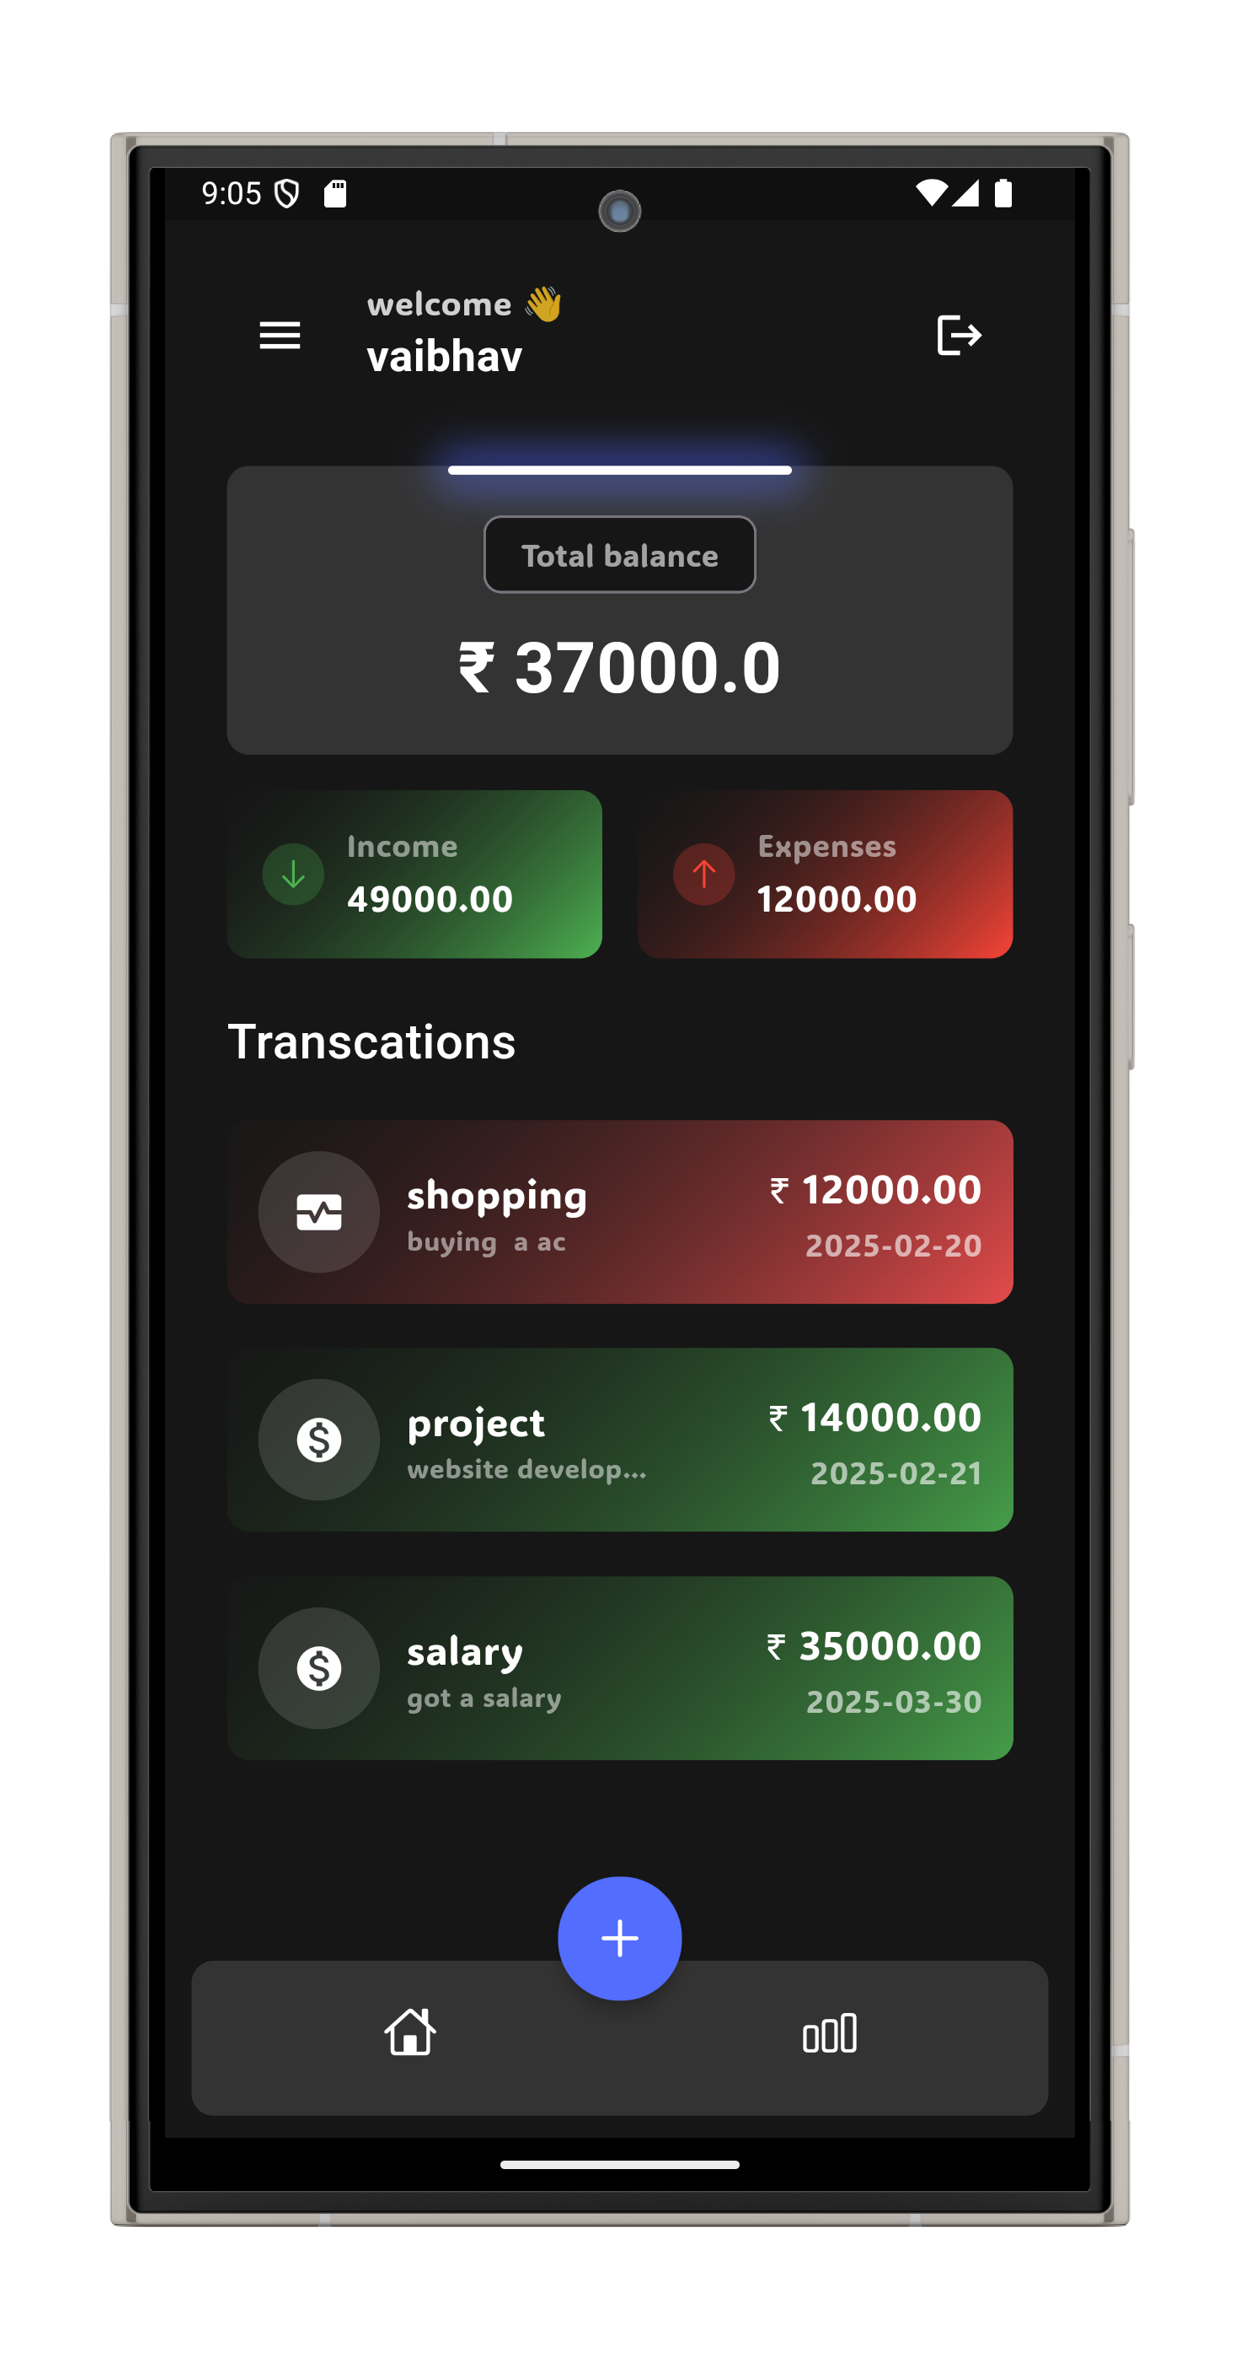 9:05
welcome 👋
vaibhav
Total balance
₹ 37000.0
Income
49000.00
Expenses
12000.00
Transcations
shopping
buying  a ac
₹ 12000.00
2025-02-20
project
website develop...
₹ 14000.00
2025-02-21
salary
got a salary
₹ 35000.00
2025-03-30